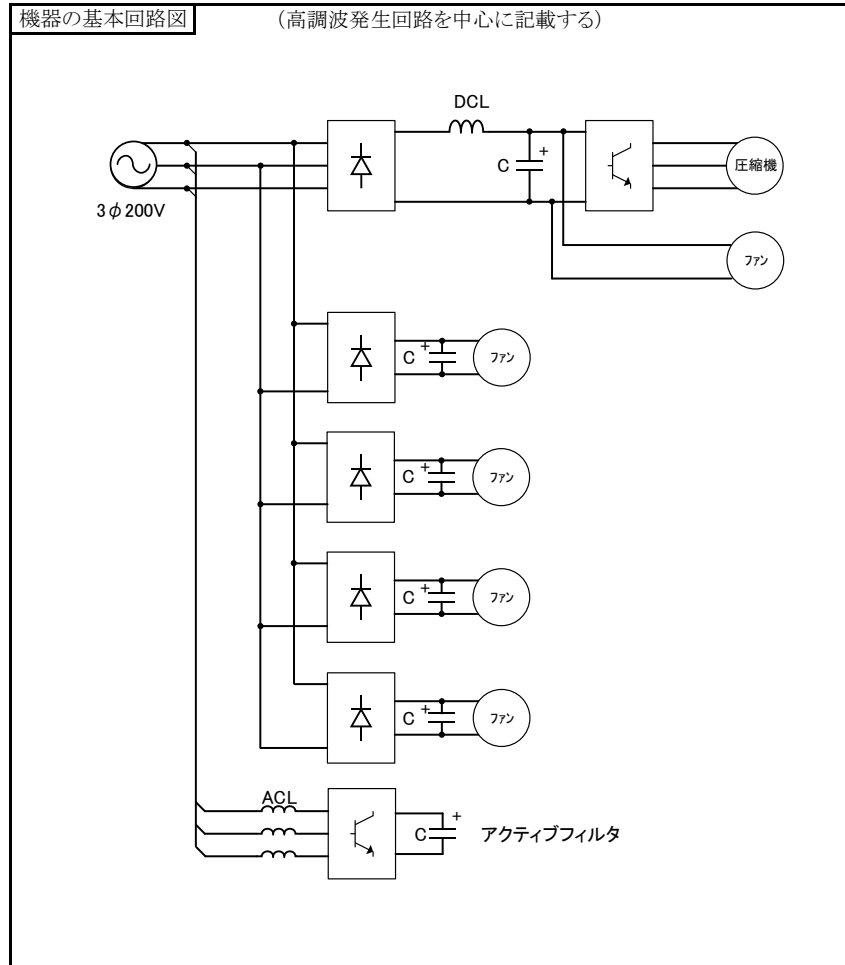 機器の基本回路図
（高調波発生回路を中心に記載する）
DCL
C
+
圧縮機
3φ200V
ファン
C
+
ファン
C
+
ファン
C
+
ファン
C
+
ファン
ACL
C
+
アクティブフィルタ